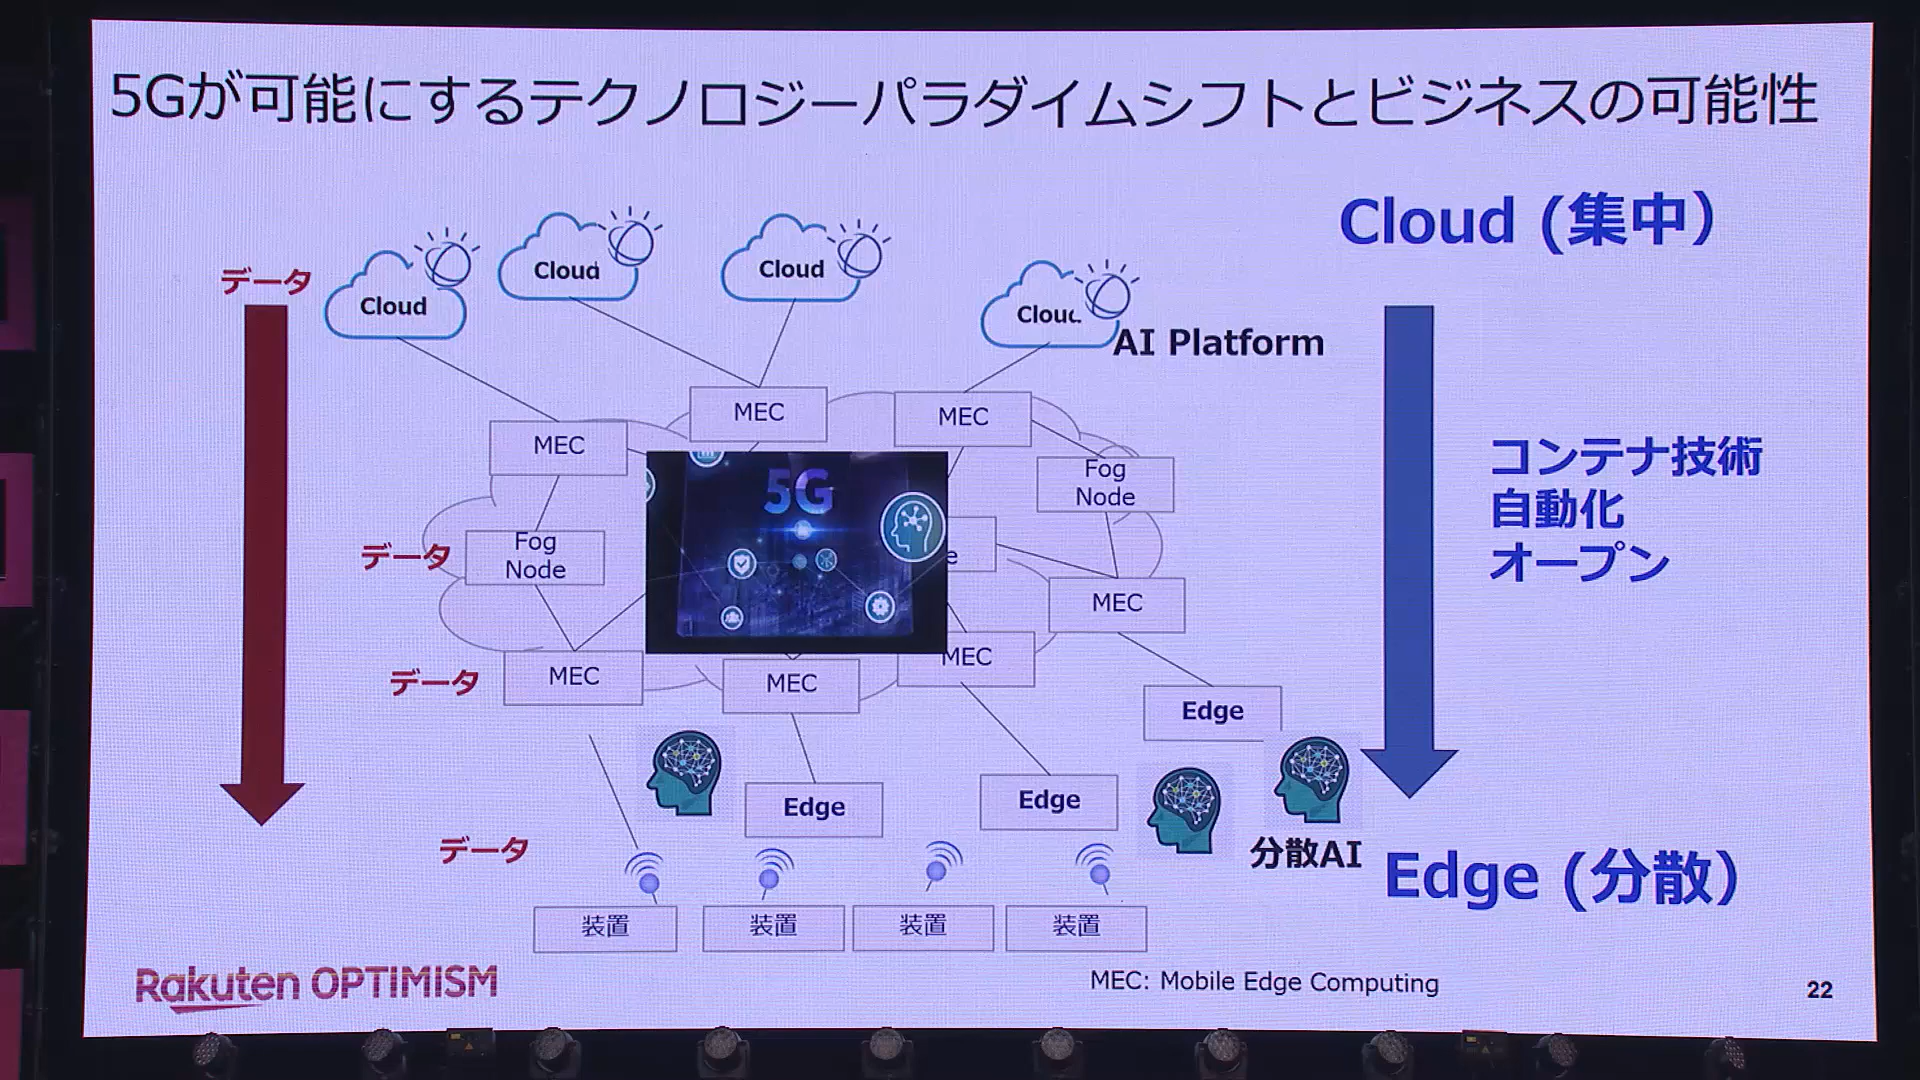 5Gが可能にするテクノロジーパラダイムシフトとビジネスの可能性
Cloud (集中)
データ
Cloud
Cloud
Cloud
Cloud
AI Platform
MEC
MEC
MEC
Fog
Node
5G
コンテナ技術
自動化
オープン
データ
Fog
Node
e
MEC
データ
MEC
MEC
MEC
Edge
Edge
Edge
データ
分散AI
Edge (分散)
装置
装置
装置
装置
Rakuten OPTIMISM
MEC: Mobile Edge Computing
22